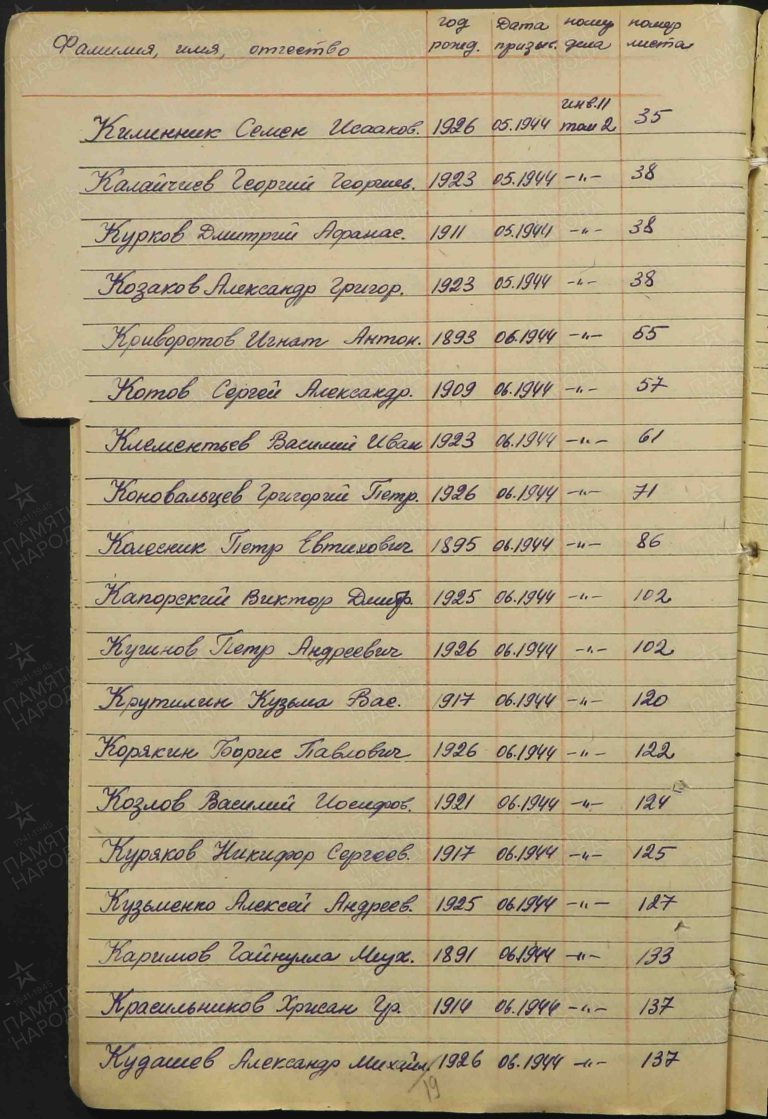 Фамилия, имя, отчество год рожд. Дата призыв. номер дела номер листа
Килинник Семен Исааков. 1926 05.1944 инв.11 том 2 35
Калайчиев Георгий Георгиев. 1923 05.1944 -"- 38
Курков Дмитрий Афанас. 1911 05.1944 -"- 38
Козаков Александр Григор. 1923 05.1944 -"- 38
Криворотов Игнат Антон. 1893 06.1944 -"- 55
Котов Сергей Александр. 1909 06.1944 -"- 57
Клементьев Василий Иван 1923 06.1944 -"- 61
Коновальцев Григорий Петр. 1926 06.1944 -"- 71
Колесник Петр Евтихович 1895 06.1944 -"- 86
Капорский Виктор Дмитр. 1925 06.1944 -"- 102
Кучинов Петр Андреевич 1926 06.1944 -"- 102
Крутилин Кузьма Вас. 1917 06.1944 -"- 120
Корякин Борис Павлович 1926 06.1944 -"- 122
Козлов Василий Иосифов. 1921 06.1944 -"- 124
Куряков Никифор Сергеев. 1917 06.1944 -"- 125
Кузьменко Алексей Андреев. 1925 06.1944 -"- 127
Каримов Гайнулла Мух. 1891 06.1944 -"- 133
Красильников Хрисан Гр. 1914 06.1944 -"- 137
Кудашев Александр Михайл. 1926 06.1944 -"- 137
19